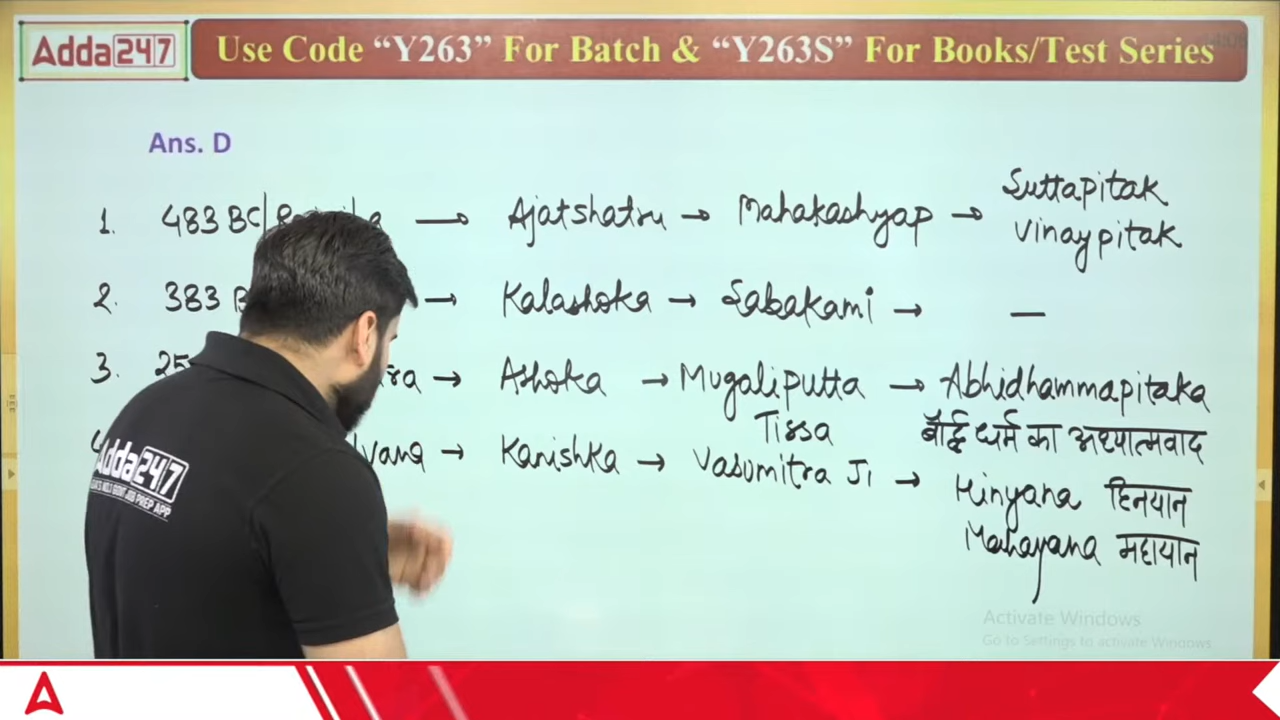 Adda247
Use Code “Y263” For Batch & “Y263S” For Books/Test Series
Ans. D
1. 483 BC| → Ajatshatru → Mahakashyap → Suttapitak
Vinaypitak
2. 383 → Kalashoka → Sabakami → —
3. → Ashoka → Mugaliputta → Abhidhammapitaka
Tissa बौद्ध धर्म का अध्यात्मवाद
→ Kanishka → Vasumitra Ji → Hinyana हिनयान
Mahayana महायान
Adda247
Activate Windows
Go to Settings to activate Windows